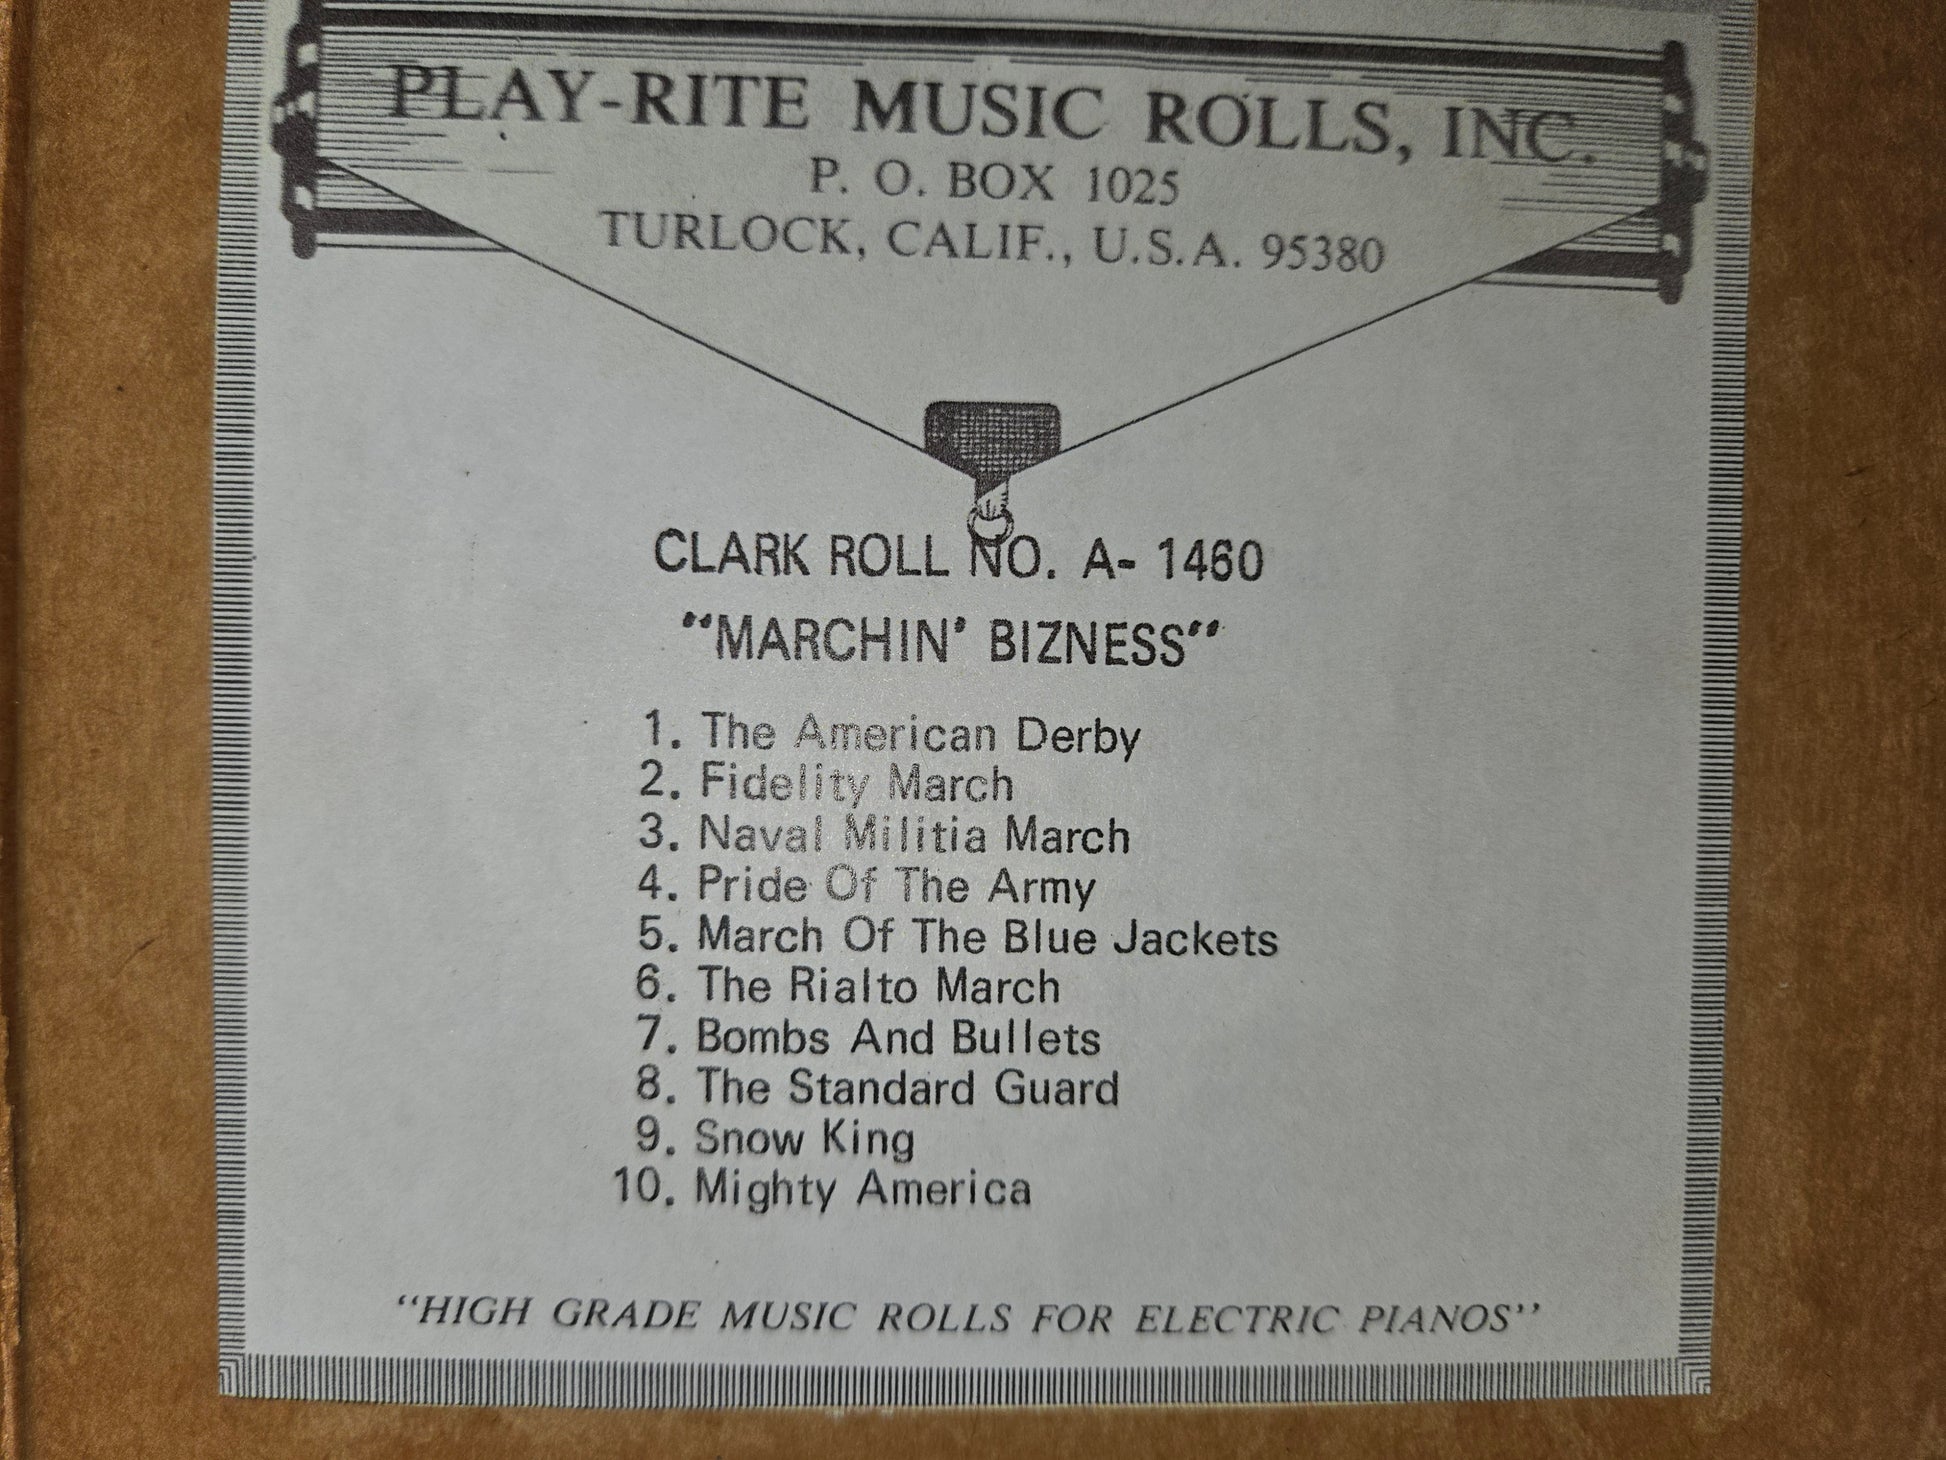 PLAY-RITE MUSIC ROLLS, INC.
P. O. BOX 1025
TURLOCK, CALIF., U.S.A. 95380
CLARK ROLL NO. A- 1460
"MARCHIN' BIZNESS"
1. The American Derby
2. Fidelity March
3. Naval Militia March
4. Pride Of The Army
5. March Of The Blue Jackets
6. The Rialto March
7. Bombs And Bullets
8. The Standard Guard
9. Snow King
10. Mighty America
"HIGH GRADE MUSIC ROLLS FOR ELECTRIC PIANOS"